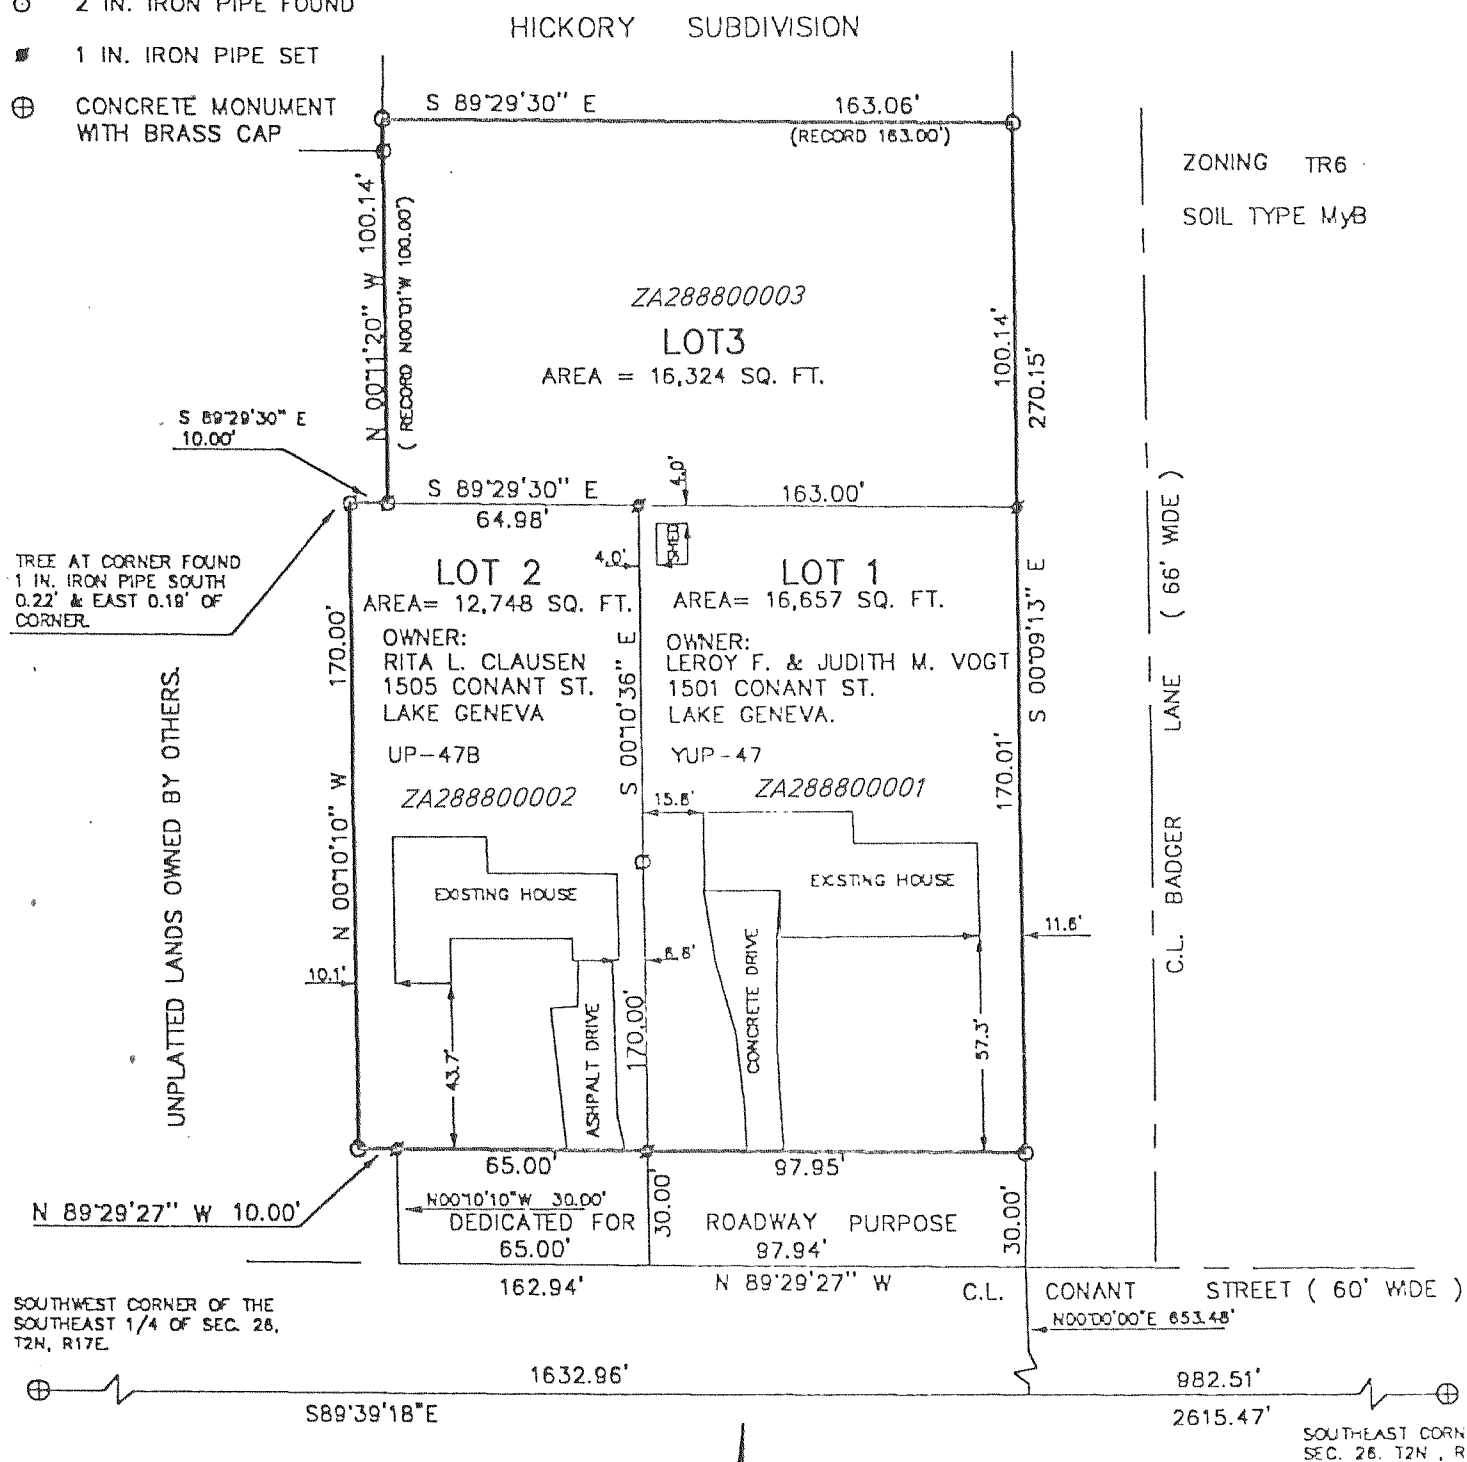 2 IN. IRON PIPE FOUND
1 IN. IRON PIPE SET
CONCRETE MONUMENT
WITH BRASS CAP
HICKORY SUBDIVISION
S 89°29'30" E 163.06'
(RECORD 163.00')
ZONING TR6
SOIL TYPE MyB
N 00°11'20" W 100.14'
( RECORD N00°01'W 100.00')
ZA288800003
LOT3
AREA = 16,324 SQ. FT.
100.14'
270.15'
S 89°29'30" E
10.00'
S 89°29'30" E 163.00'
64.98'
4.0'
SHED
4.0'
TREE AT CORNER FOUND
1 IN. IRON PIPE SOUTH
0.22' & EAST 0.19' OF
CORNER.
LOT 2
AREA= 12,748 SQ. FT.
OWNER:
RITA L. CLAUSEN
1505 CONANT ST.
LAKE GENEVA
UP-47B
ZA288800002
LOT 1
AREA= 16,657 SQ. FT.
OWNER:
LEROY F. & JUDITH M. VOGT
1501 CONANT ST.
LAKE GENEVA.
YUP-47
ZA288800001
UNPLATTED LANDS OWNED BY OTHERS.
N 00°10'10" W 170.00'
S 00°10'36" E
170.00'
S 00°09'13" E
170.01'
C.L. BADGER LANE ( 66' WIDE )
EXISTING HOUSE
EXISTING HOUSE
10.1'
43.7'
ASHPALT DRIVE
CONCRETE DRIVE
57.3'
65.00' 97.95'
N 89°29'27" W 10.00'
N00°10'10"W 30.00'
30.00'
30.00'
DEDICATED FOR ROADWAY PURPOSE
65.00' 97.94'
162.94' N 89°29'27" W
C.L. CONANT STREET ( 60' WIDE )
N00°00'00"E 653.48'
SOUTHWEST CORNER OF THE
SOUTHEAST 1/4 OF SEC. 26,
T2N, R17E.
1632.96' 982.51'
S89°39'18"E 2615.47'
SOUTHEAST CORN
SEC. 26. T2N , R